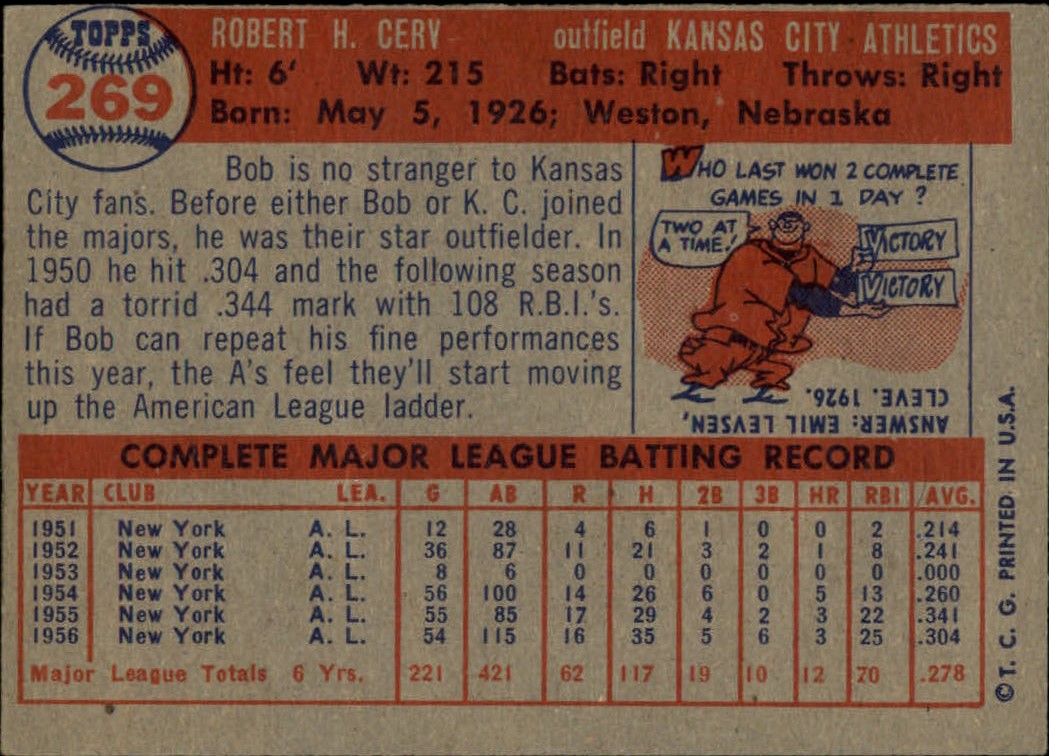 TOPPS
269
ROBERT H. CERV outfield KANSAS CITY ATHLETICS
Ht: 6' Wt: 215 Bats: Right Throws: Right
Born: May 5, 1926; Weston, Nebraska
Bob is no stranger to Kansas
City fans. Before either Bob or K. C. joined
the majors, he was their star outfielder. In
1950 he hit .304 and the following season
had a torrid .344 mark with 108 R.B.I.'s.
If Bob can repeat his fine performances
this year, the A's feel they'll start moving
up the American League ladder.
WHO LAST WON 2 COMPLETE
GAMES IN 1 DAY ?
TWO AT
A TIME!
VICTORY
VICTORY
ANSWER: EMIL LEVSEN,
CLEVE. 1926.
COMPLETE MAJOR LEAGUE BATTING RECORD
YEAR CLUB LEA. G AB R H 2B 3B HR RBI AVG.
1951 New York A. L. 12 28 4 6 1 0 0 2 .214
1952 New York A. L. 36 87 11 21 3 2 1 8 .241
1953 New York A. L. 8 6 0 0 0 0 0 0 .000
1954 New York A. L. 56 100 14 26 6 0 5 13 .260
1955 New York A. L. 55 85 17 29 4 2 3 22 .341
1956 New York A. L. 54 115 16 35 5 6 3 25 .304
Major League Totals 6 Yrs. 221 421 62 117 19 10 12 70 .278
© T. C. G. PRINTED IN U.S.A.